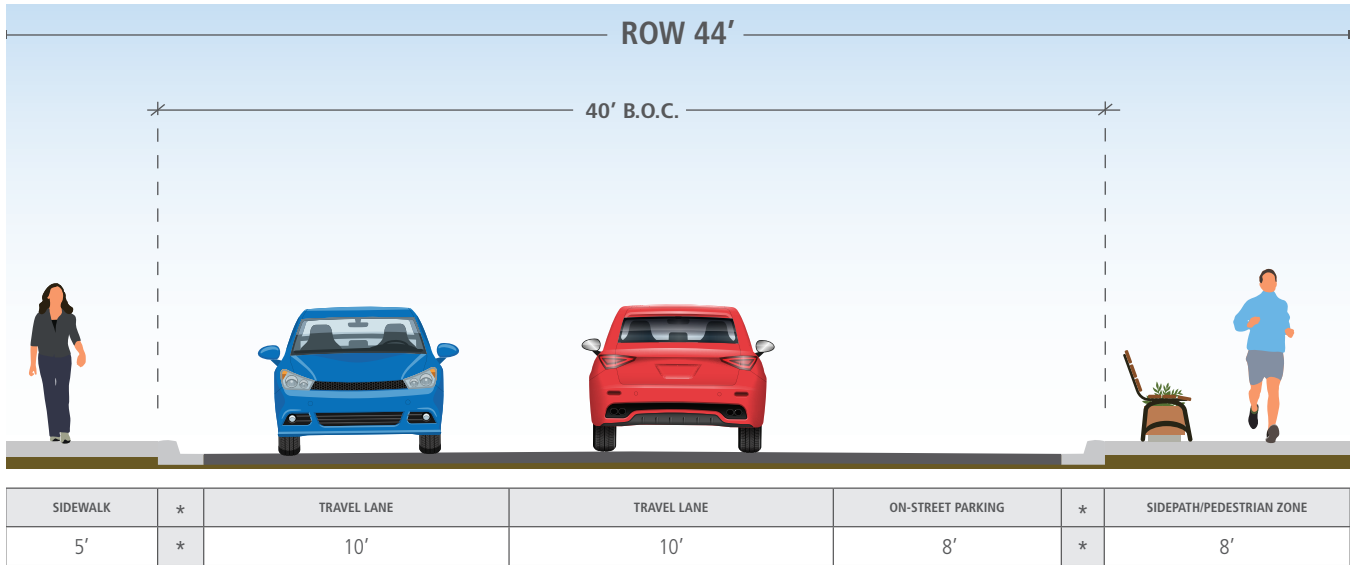 ROW 44’
40’ B.O.C.
SIDEWALK * TRAVEL LANE TRAVEL LANE ON-STREET PARKING * SIDEPATH/PEDESTRIAN ZONE
5’ * 10’ 10’ 8’ * 8’